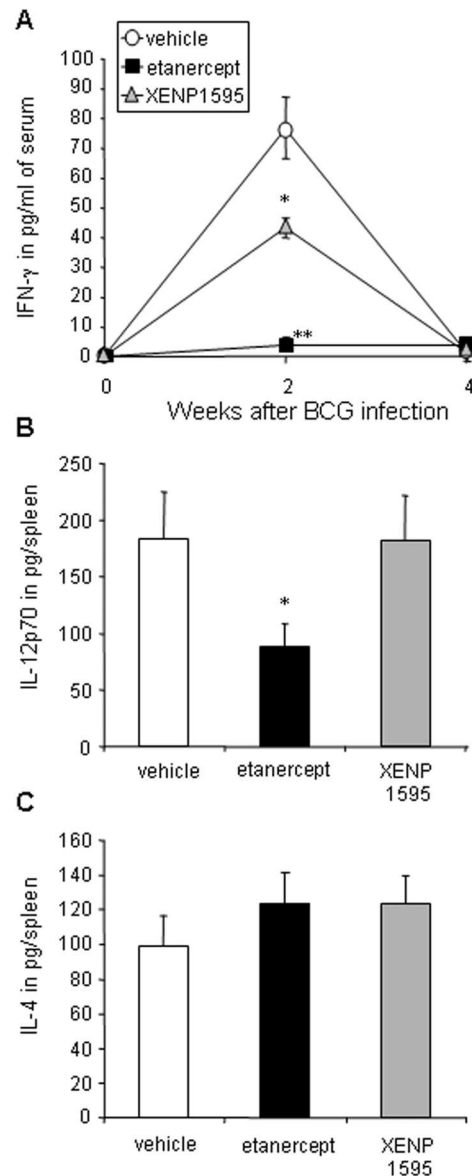 A
vehicle
etanercept
XENP1595
IFN-γ in pg/ml of serum
100
90
80
70
60
50
40
30
20
10
0
*
**
0 2 4
Weeks after BCG infection
B
IL-12p70 in pg/spleen
250
200
150
100
50
0
*
vehicle etanercept XENP
1595
C
IL-4 in pg/spleen
160
140
120
100
80
60
40
20
0
vehicle etanercept XENP
1595